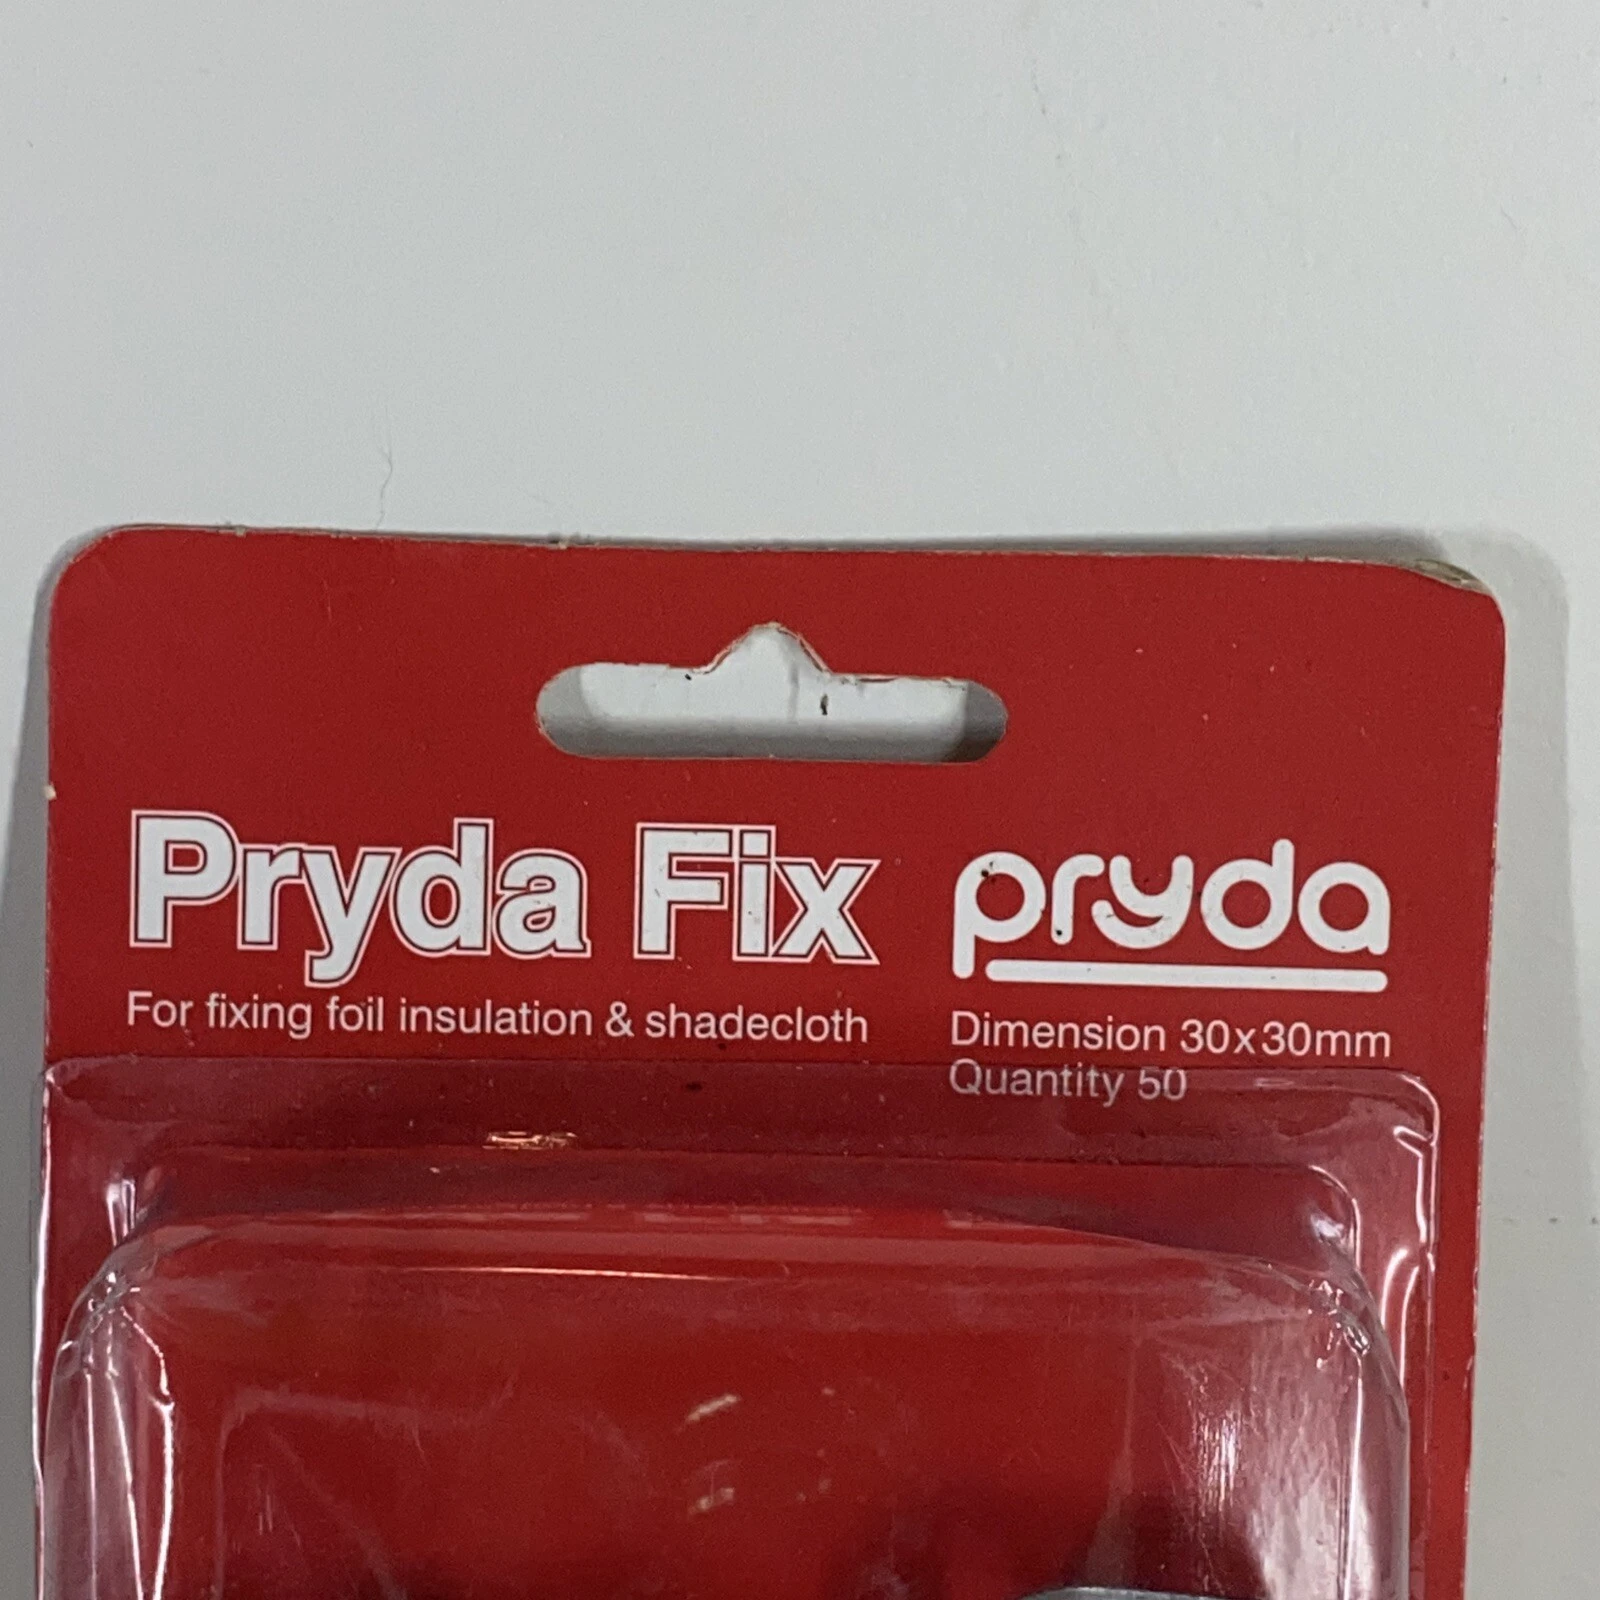 Pryda Fix
For fixing foil insulation & shadecloth
pryda
Dimension 30x30mm
Quantity 50